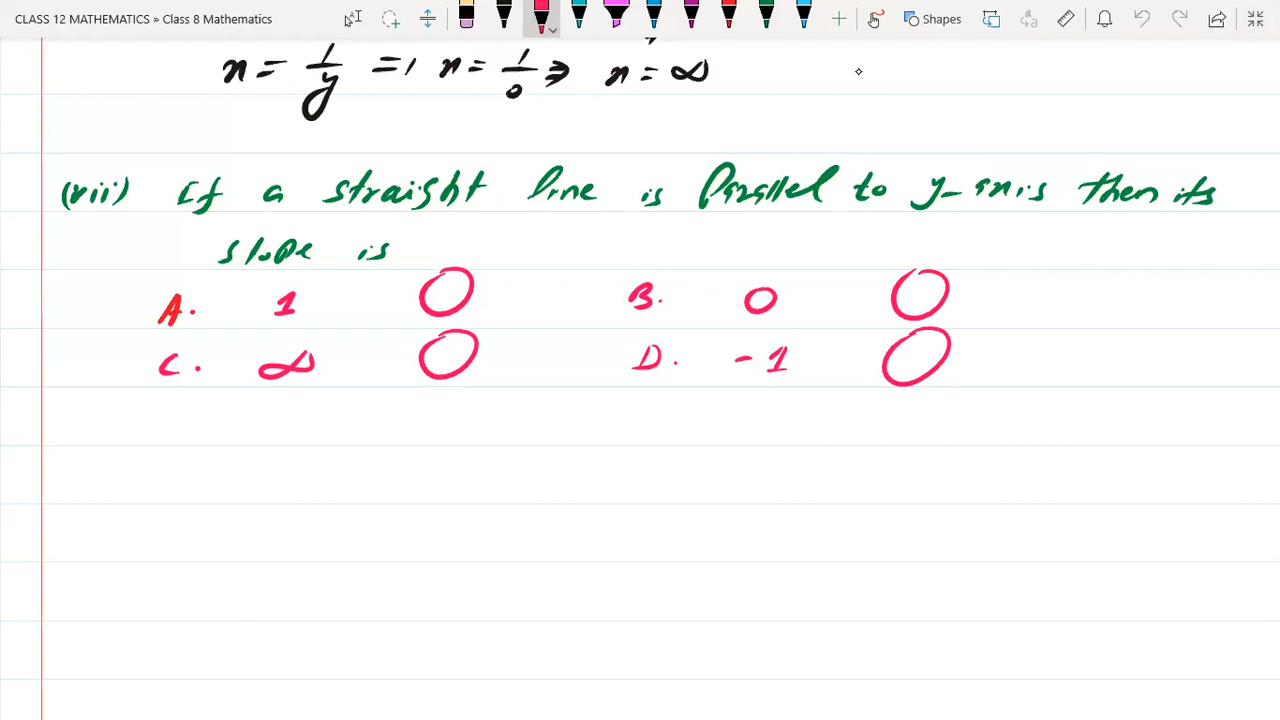 CLASS 12 MATHEMATICS » Class 8 Mathematics
Shapes
x = 1/y => x = 1/0 => x = ∞
(vii) If a straight line is Parallel to y-axis then its
slope is
A. 1 B. 0
C. ∞ D. -1